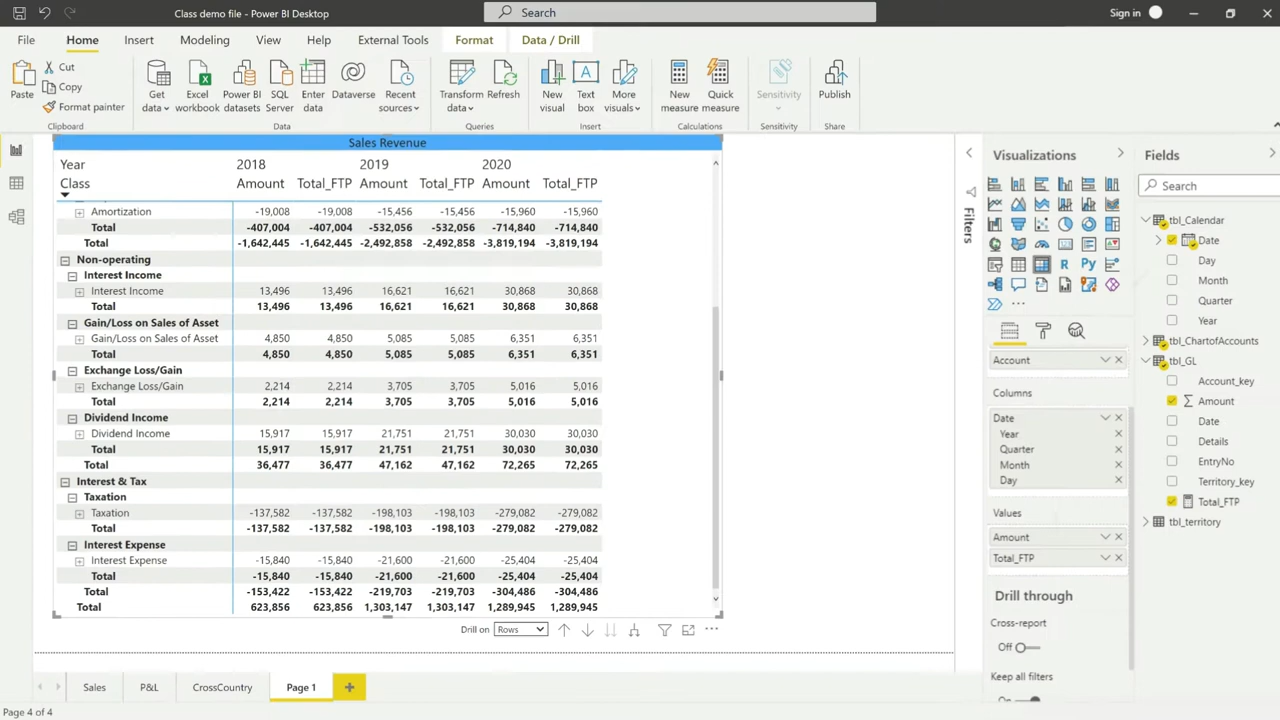 Class demo file - Power BI Desktop
Search
Sign in
File Home Insert Modeling View Help External Tools Format Data / Drill
Paste
Cut
Copy
Format painter
Clipboard
Get data
Excel workbook
Power BI datasets
SQL Server
Enter data
Dataverse
Recent sources
Data
Transform data
Refresh
Queries
New visual
Text box
More visuals
Insert
New measure
Quick measure
Calculations
Sensitivity
Sensitivity
Publish
Share
Sales Revenue
Year 2018 2019 2020
Class Amount Total_FTP Amount Total_FTP Amount Total_FTP
Amortization -19,008 -19,008 -15,456 -15,456 -15,960 -15,960
Total -407,004 -407,004 -532,056 -532,056 -714,840 -714,840
Total -1,642,445 -1,642,445 -2,492,858 -2,492,858 -3,819,194 -3,819,194
Non-operating
Interest Income
Interest Income 13,496 13,496 16,621 16,621 30,868 30,868
Total 13,496 13,496 16,621 16,621 30,868 30,868
Gain/Loss on Sales of Asset
Gain/Loss on Sales of Asset 4,850 4,850 5,085 5,085 6,351 6,351
Total 4,850 4,850 5,085 5,085 6,351 6,351
Exchange Loss/Gain
Exchange Loss/Gain 2,214 2,214 3,705 3,705 5,016 5,016
Total 2,214 2,214 3,705 3,705 5,016 5,016
Dividend Income
Dividend Income 15,917 15,917 21,751 21,751 30,030 30,030
Total 15,917 15,917 21,751 21,751 30,030 30,030
Total 36,477 36,477 47,162 47,162 72,265 72,265
Interest & Tax
Taxation
Taxation -137,582 -137,582 -198,103 -198,103 -279,082 -279,082
Total -137,582 -137,582 -198,103 -198,103 -279,082 -279,082
Interest Expense
Interest Expense -15,840 -15,840 -21,600 -21,600 -25,404 -25,404
Total -15,840 -15,840 -21,600 -21,600 -25,404 -25,404
Total -153,422 -153,422 -219,703 -219,703 -304,486 -304,486
Total 623,856 623,856 1,303,147 1,303,147 1,289,945 1,289,945
Drill on Rows
Filters
Visualizations
R Py
Account
Columns
Date
Year
Quarter
Month
Day
Values
Amount
Total_FTP
Drill through
Cross-report
Off
Keep all filters
Fields
Search
tbl_Calendar
Date
Day
Month
Quarter
Year
tbl_ChartofAccounts
tbl_GL
Account_key
Amount
Date
Details
EntryNo
Territory_key
Total_FTP
tbl_territory
Sales P&L CrossCountry Page 1
Page 4 of 4